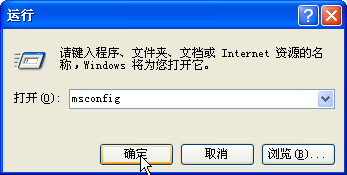 运行
请键入程序、文件夹、文档或 Internet 资源的名
称，Windows 将为您打开它。
打开(O):
msconfig
确定
取消
浏览(B)...